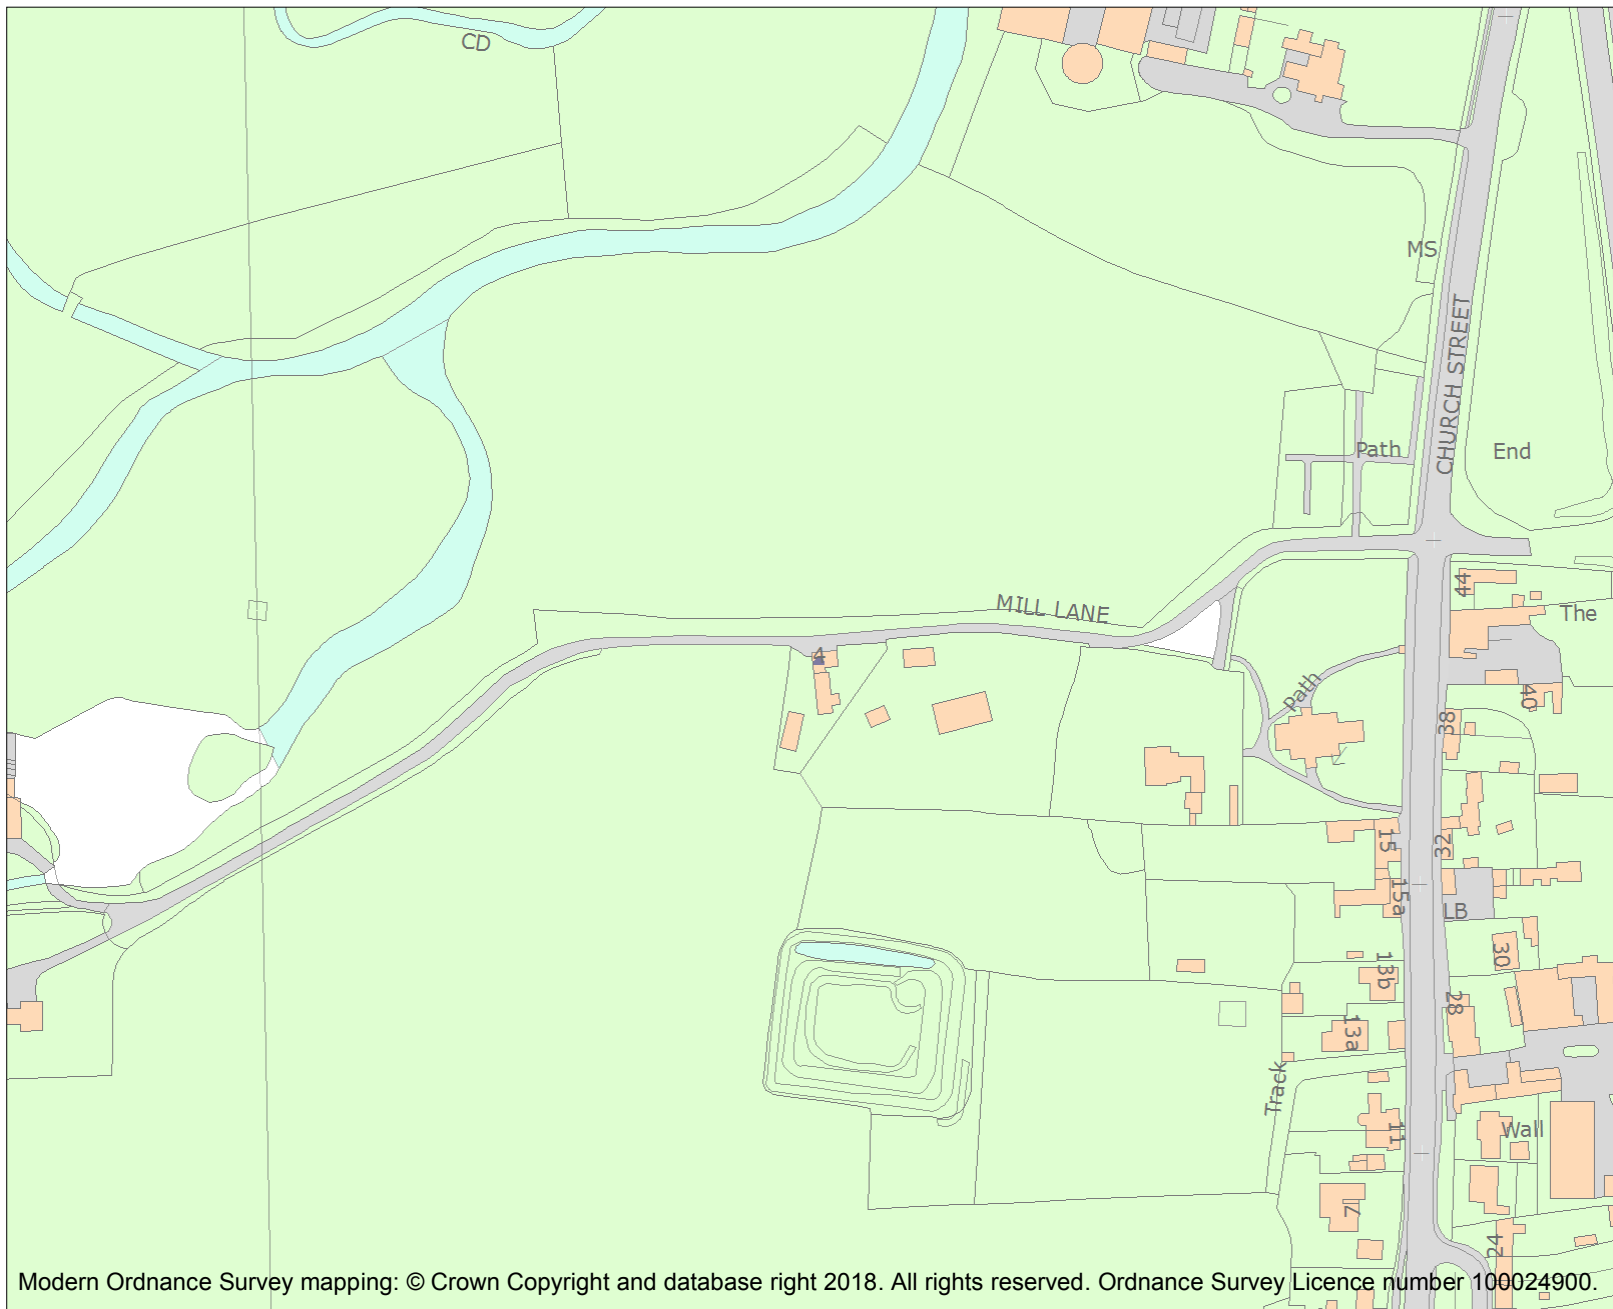 CD
MS
CHURCH STREET
Path
End
44
MILL LANE
The
4
Path
40
38
15
32
15a
LB
13b
30
28
13a
Track
11
Wall
7
24
Modern Ordnance Survey mapping: © Crown Copyright and database right 2018. All rights reserved. Ordnance Survey Licence number 100024900.